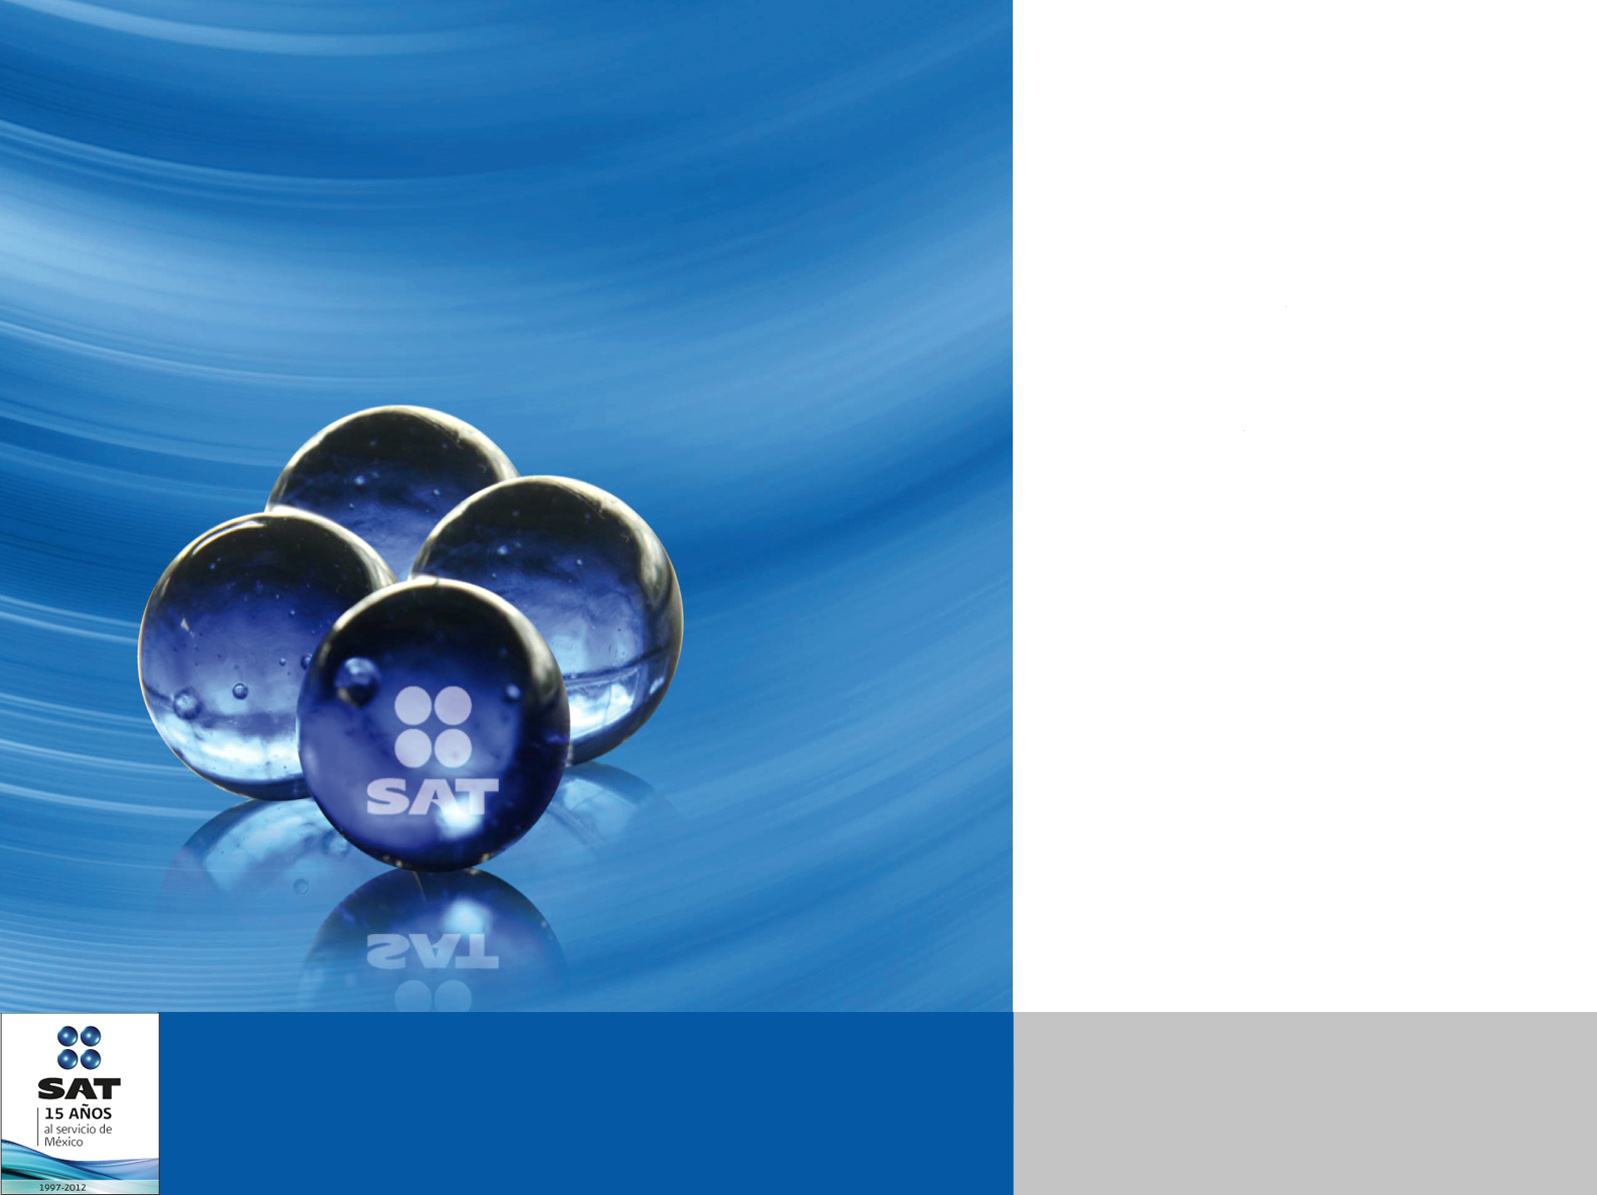 SAT
SAT
SAT
15 AÑOS
al servicio de
México
1997-2012